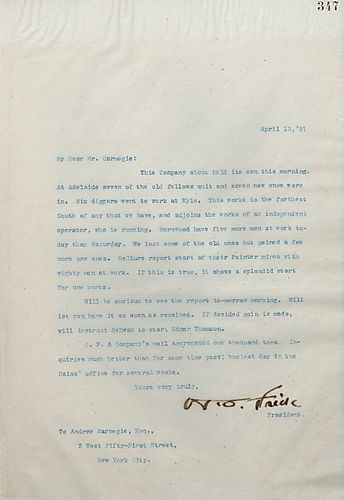 347
April 13,'91
My Dear Mr. Carnegie:
This Company about held its own this morning.
At Adelaide seven of the old fellows quit and seven new ones were
in. Six diggers went to work at Kyle. This works is the farthest
South of any that we have, and adjoins the works of an independent
operator, who is running. Morewood have five more men at work to-
day than Saturday. We lost some of the old ones but gained a few
more new ones. McClure report start of their Painter mines with
eighty men at work. If this is true, it shows a splendid start
for one works.
Will be anxious to see the report to-morrow morning. Will
let you have it as soon as received. If decided gain is made,
will instruct Schwab to start Edgar Thomson.
C. P. & Company's mail aggregated one thousand tons. In-
quiries much better than for some time past; busiest day in the
Sales' office for several weeks.
Yours very truly,
H. C. Frick
President.
To Andrew Carnegie, Esq.,
5 West Fifty-First Street,
New York City.